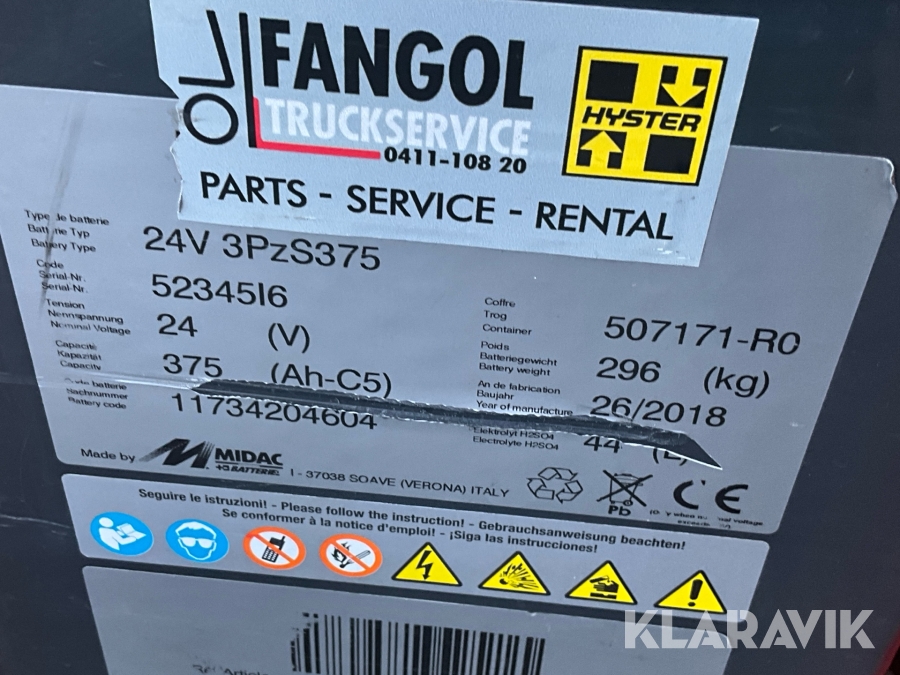 FANGOL
TRUCKSERVICE
0411-108 20
HYSTER
PARTS - SERVICE - RENTAL
Type de batterie
Batterie Typ
Battery Type
24V 3PzS375
Code
Serial-Nr.
Serial-Nr.
52345I6
Tension
Nennspannung
Nominal Voltage
24 (V)
Capacité
Kapazität
Capacity
375 (Ah-C5)
Code batterie
Sachnummer
Battery code
11734204604
Coffre
Trog
Container
507171-R0
Poids
Batteriegewicht
Battery weight
296 (kg)
An de fabrication
Baujahr
Year of manufacture
26/2018
Elektrolyt H2SO4
Electrolyte H2SO4
44 (L)
Made by MIDAC
BATTERIE
I - 37038 SOAVE (VERONA) ITALY
Pb
CE
Seguire le istruzioni! - Please follow the instruction! - Gebrauchsanweisung beachten!
Se conformer à la notice d'emploi! - ¡Siga las instrucciones!
KLARAVIK